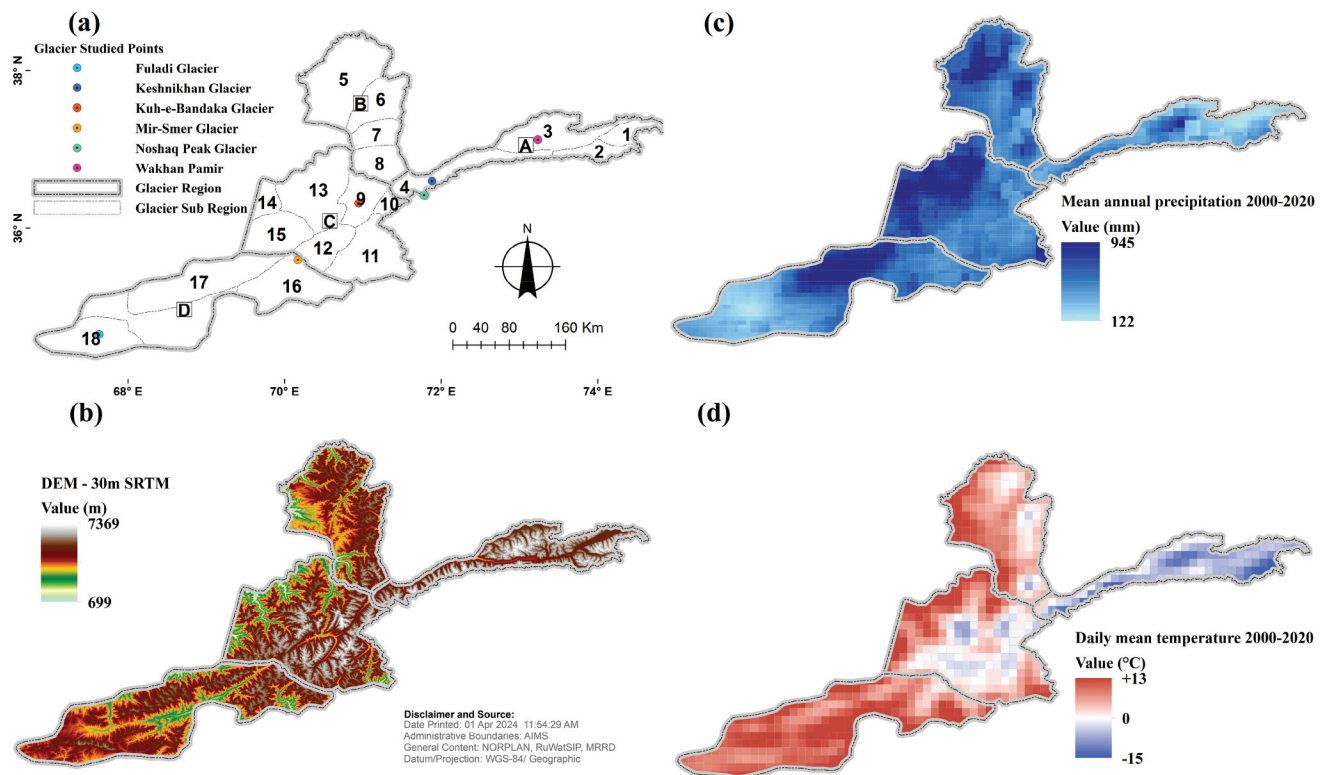 (a)
Glacier Studied Points
Fuladi Glacier
Keshnikhan Glacier
Kuh-e-Bandaka Glacier
Mir-Smer Glacier
Noshaq Peak Glacier
Wakhan Pamir
Glacier Region
Glacier Sub Region
38° N
36° N
5
B
6
7
8
3
A
1
2
4
13
9
10
14
C
15
12
11
17
16
D
18
N
0 40 80 120 160 Km
68° E
70° E
72° E
74° E
(c)
Mean annual precipitation 2000-2020
Value (mm)
945
122
(b)
DEM - 30m SRTM
Value (m)
7369
699
Disclaimer and Source:
Date Printed: 01 Apr 2024 11:54:29 AM
Administrative Boundaries: AIMS
General Content: NORPLAN, RuWatSIP, MRRD
Datum/Projection: WGS-84/ Geographic
(d)
Daily mean temperature 2000-2020
Value (°C)
+13
0
-15